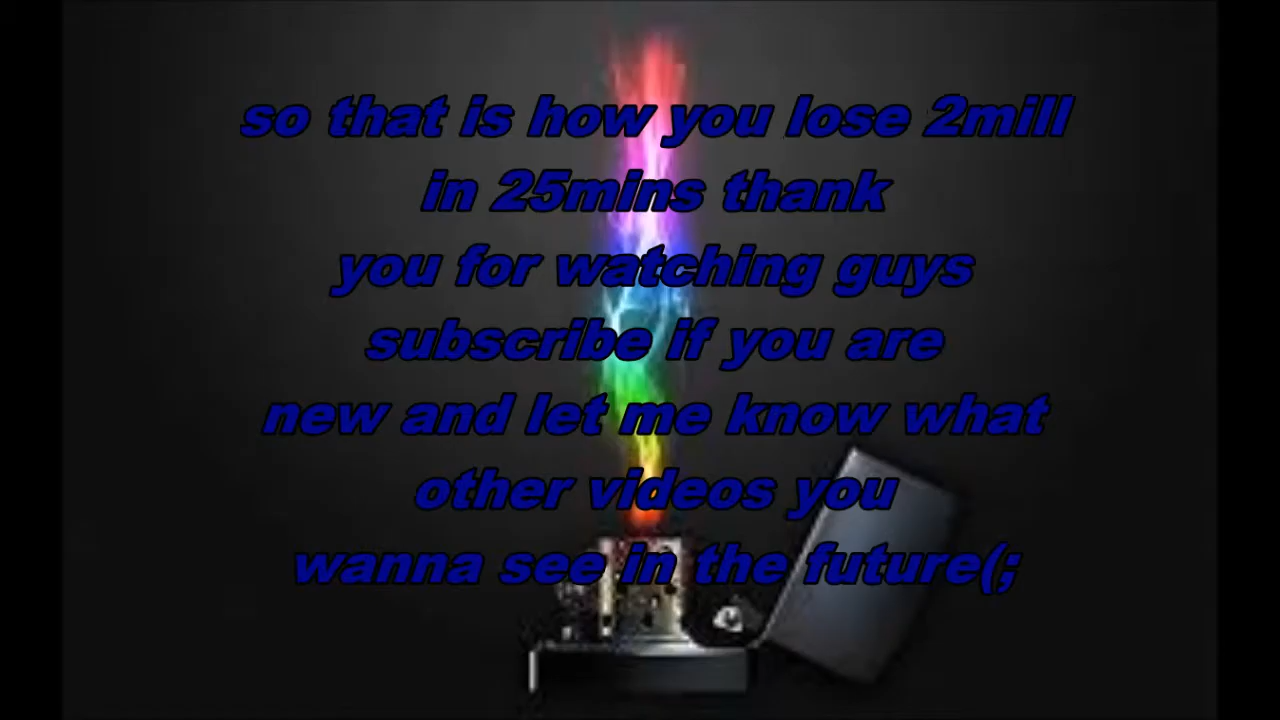 so that is how you lose 2mill
in 25mins thank
you for watching guys
subscribe if you are
new and let me know what
other videos you
wanna see in the future(;